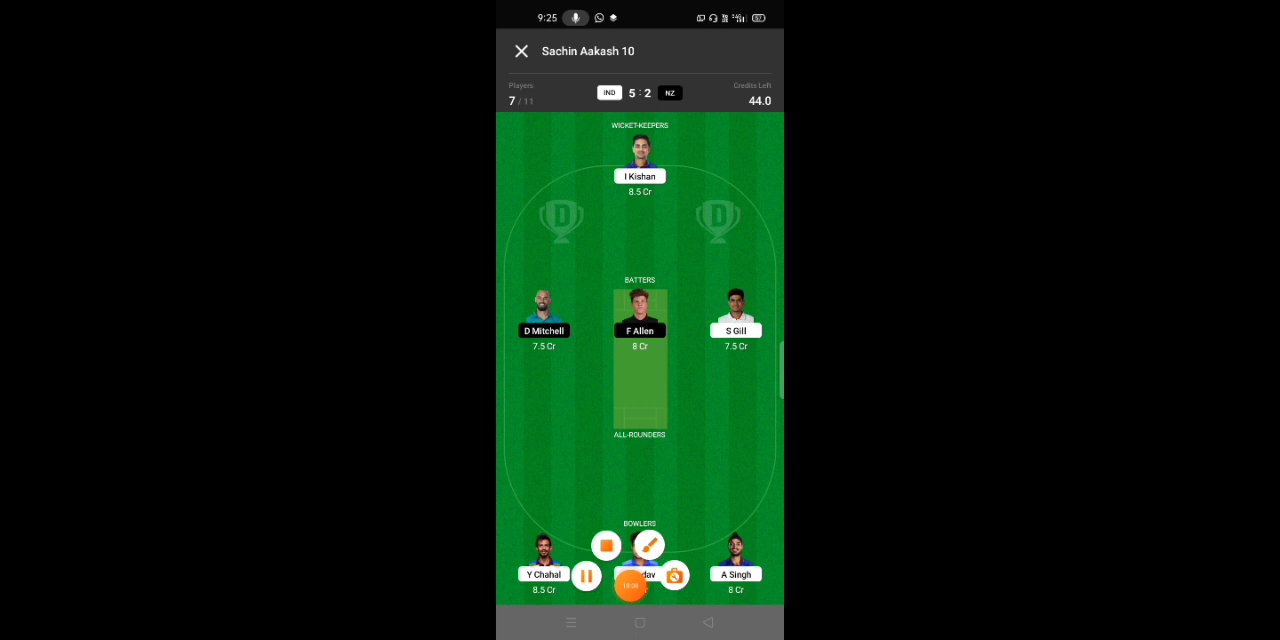 9:25
Sachin Aakash 10
Players
Credits Left
7 / 11
IND 5 : 2 NZ
44.0
WICKET-KEEPERS
I Kishan
8.5 Cr
D D
BATTERS
D Mitchell F Allen S Gill
7.5 Cr 8 Cr 7.5 Cr
ALL-ROUNDERS
BOWLERS
Y Chahal A Singh
8.5 Cr 8 Cr